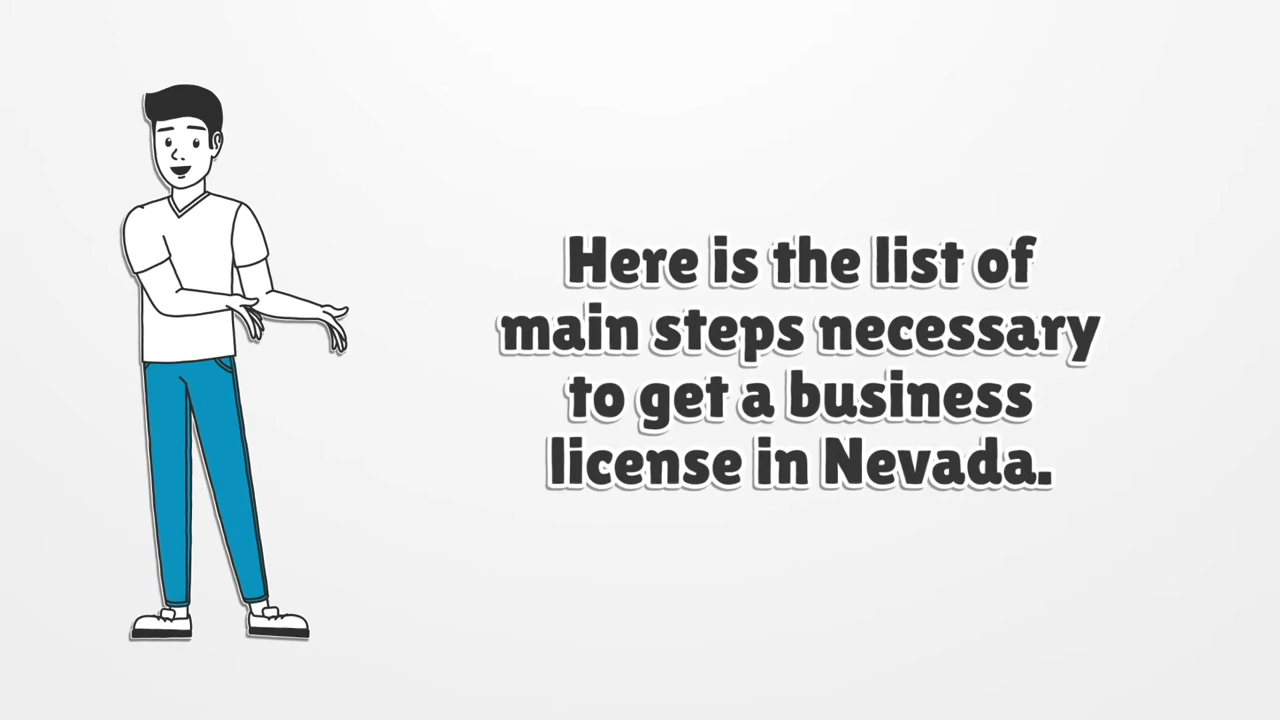 Here is the list of
main steps necessary
to get a business
license in Nevada.